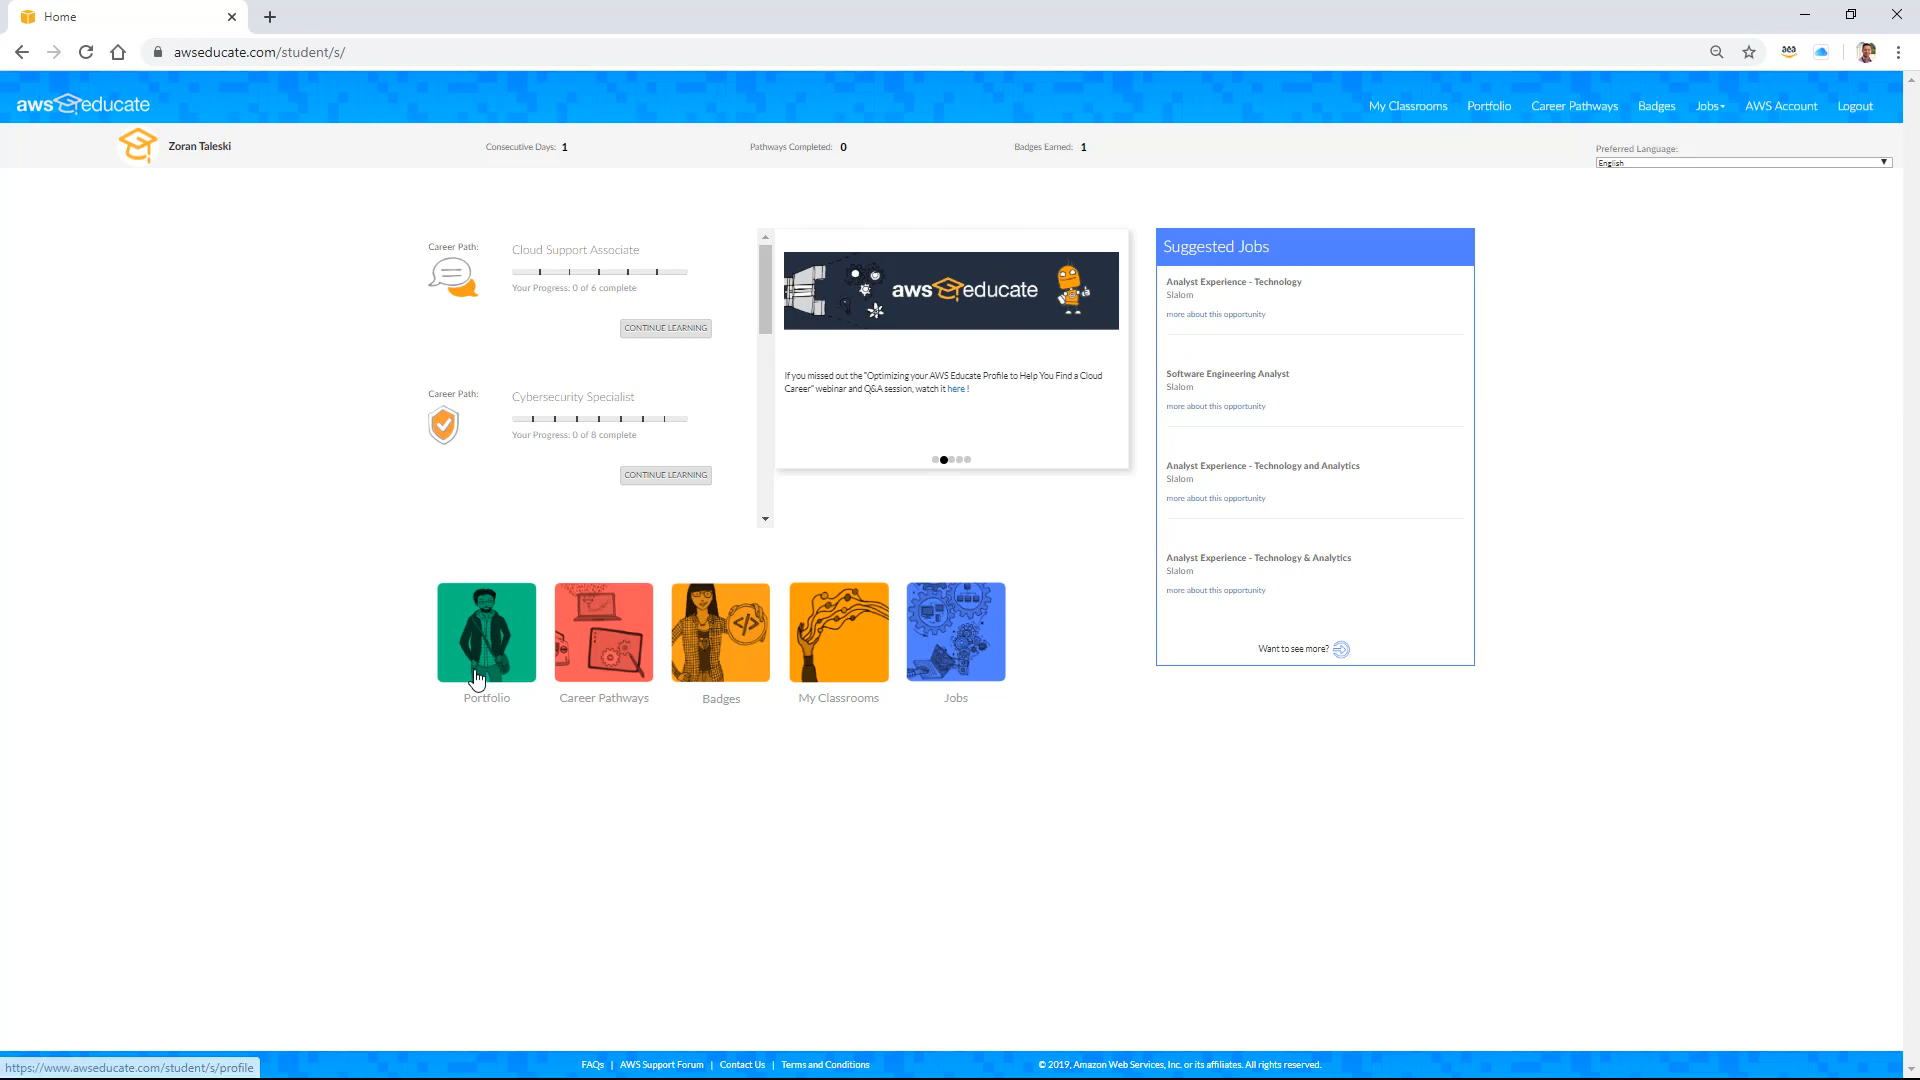 Home
awseducate.com/student/s/
aws educate
My Classrooms
Portfolio
Career Pathways
Badges
Jobs
AWS Account
Logout
Zoran Taleski
Consecutive Days: 1
Pathways Completed: 0
Badges Earned: 1
Preferred Language:
English
Career Path:
Cloud Support Associate
Your Progress: 0 of 6 complete
CONTINUE LEARNING
Career Path:
Cybersecurity Specialist
Your Progress: 0 of 8 complete
CONTINUE LEARNING
aws educate
If you missed out the "Optimizing your AWS Educate Profile to Help You Find a Cloud
Career" webinar and Q&A session, watch it here !
Suggested Jobs
Analyst Experience - Technology
Slalom
more about this opportunity
Software Engineering Analyst
Slalom
more about this opportunity
Analyst Experience - Technology and Analytics
Slalom
more about this opportunity
Analyst Experience - Technology & Analytics
Slalom
more about this opportunity
Want to see more?
</>
Portfolio
Career Pathways
Badges
My Classrooms
Jobs
FAQs | AWS Support Forum | Contact Us | Terms and Conditions
© 2019, Amazon Web Services, Inc. or its affiliates. All rights reserved.
https://www.awseducate.com/student/s/profile